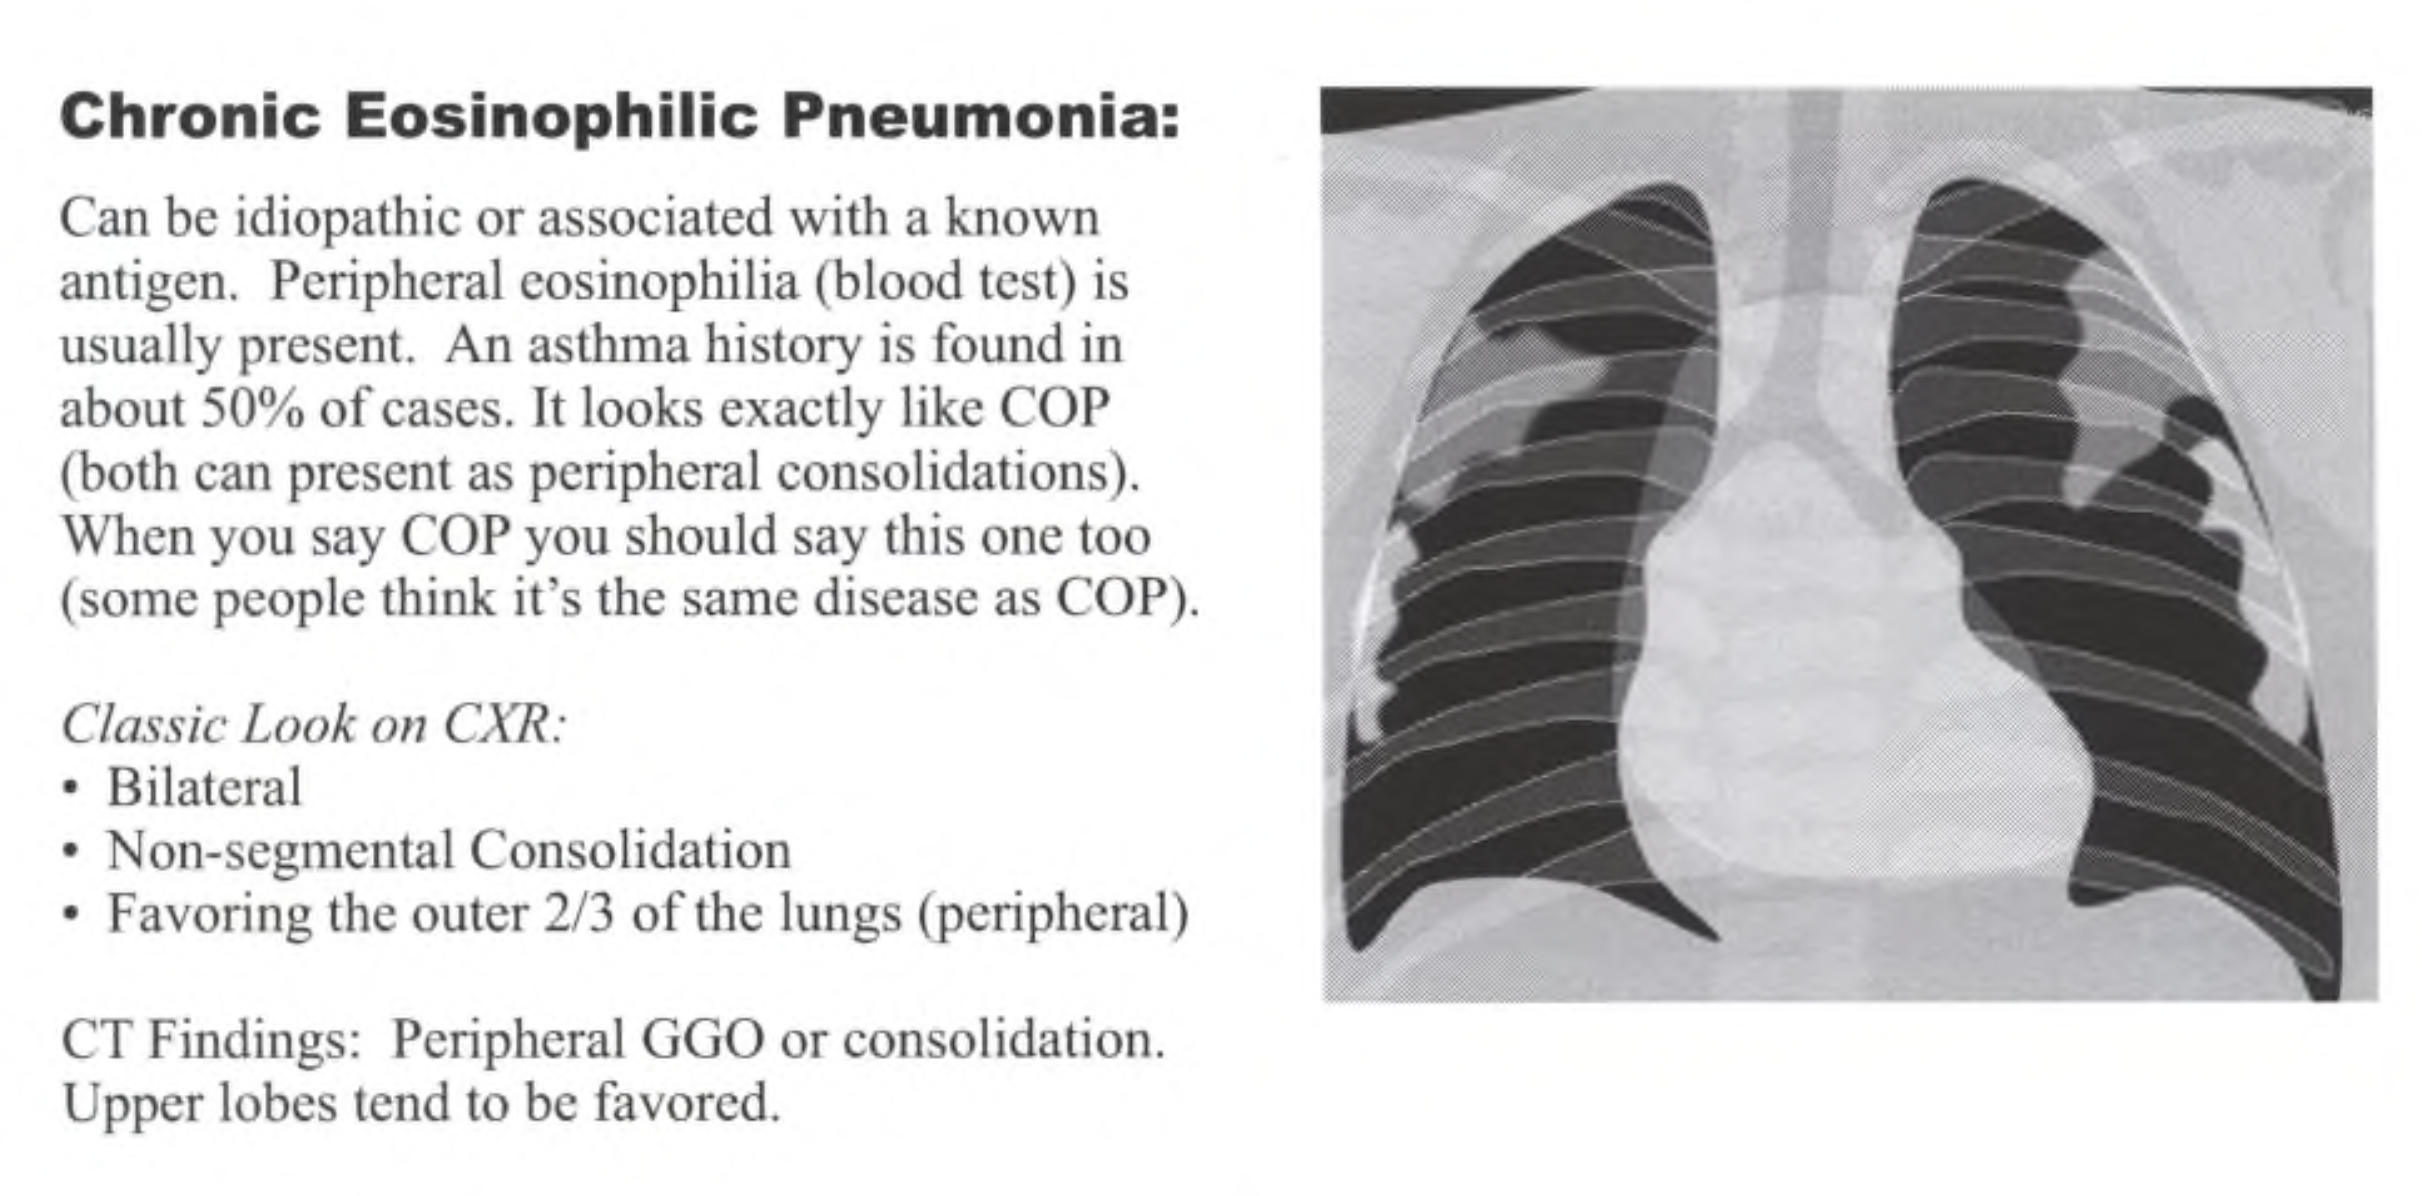 Chronic Eosinophilic Pneumonia:
Can be idiopathic or associated with a known
antigen. Peripheral eosinophilia (blood test) is
usually present. An asthma history is found in
about 50% of cases. It looks exactly like COP
(both can present as peripheral consolidations).
When you say COP you should say this one too
(some people think it's the same disease as COP).
Classic Look on CXR:
• Bilateral
• Non-segmental Consolidation
• Favoring the outer 2/3 of the lungs (peripheral)
CT Findings: Peripheral GGO or consolidation.
Upper lobes tend to be favored.